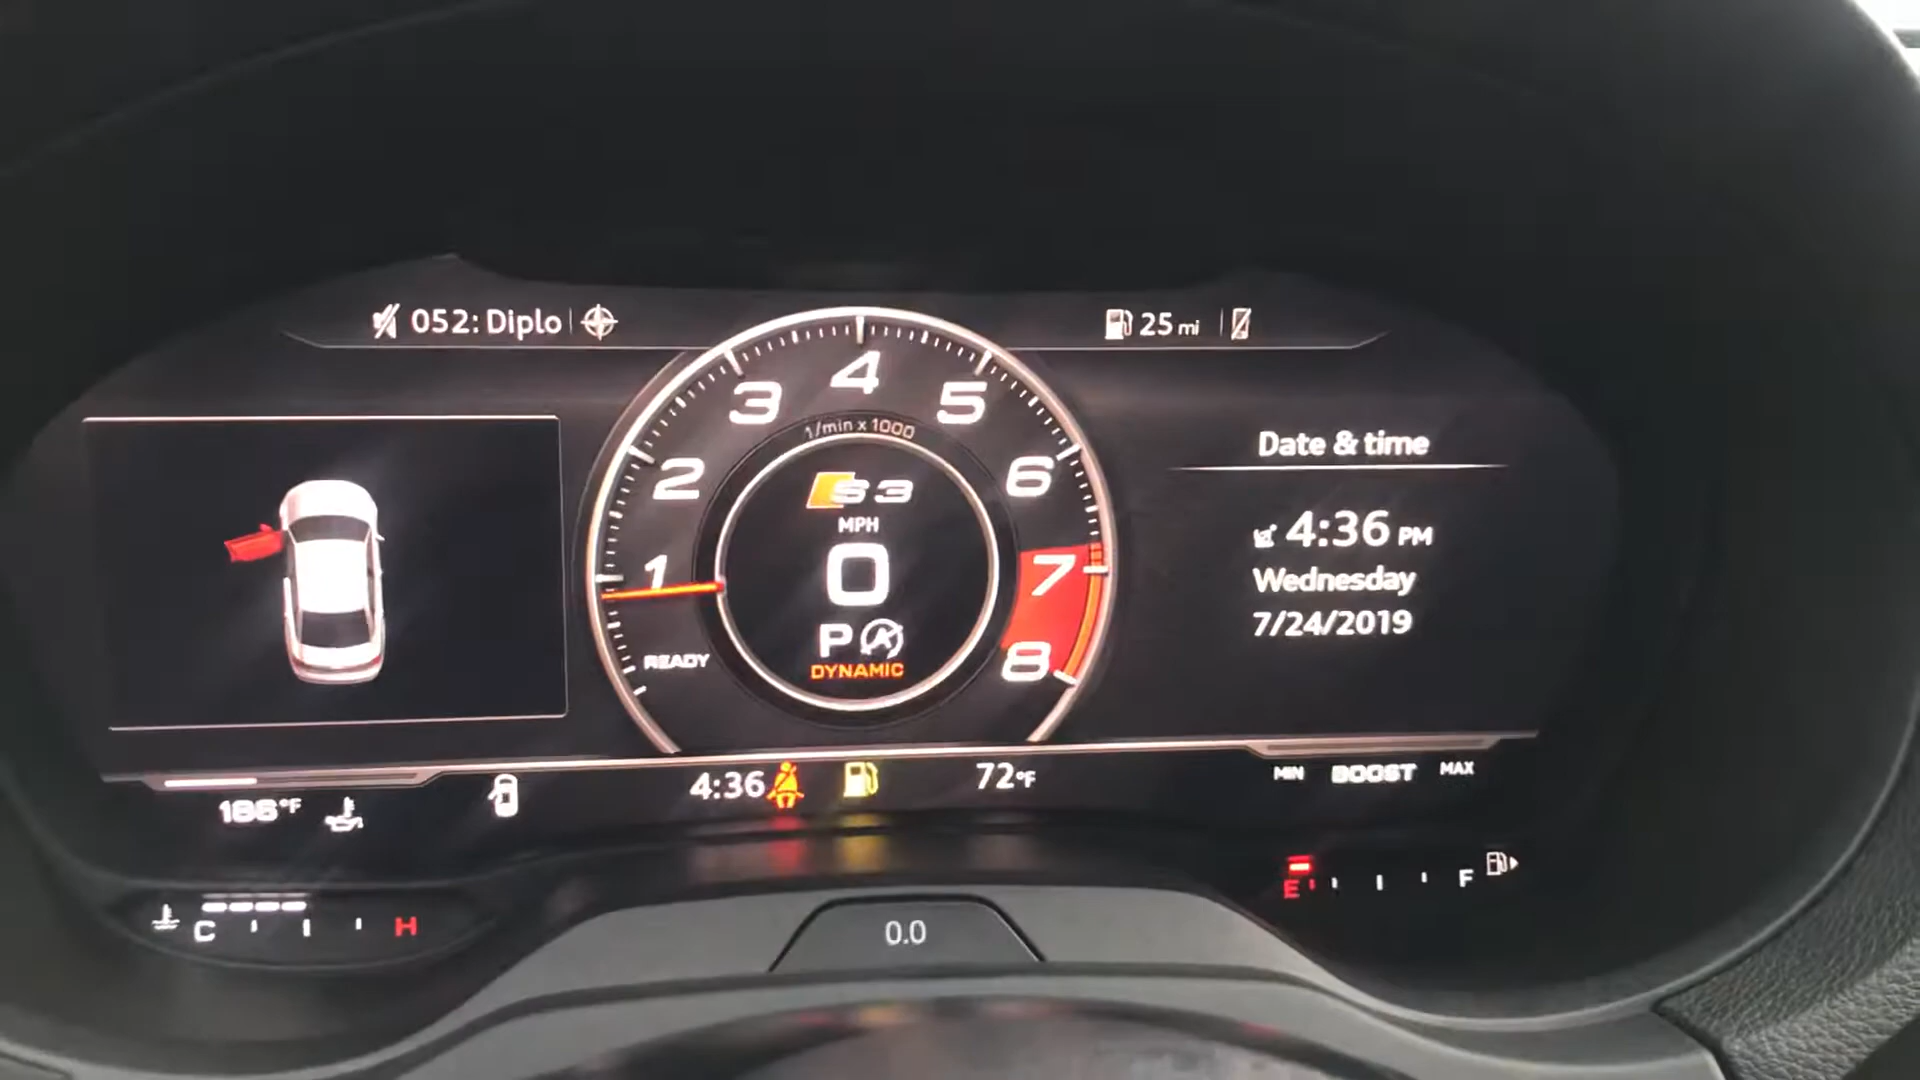 052: Diplo
25 mi
1 2 3 4 5 6 7 8
1/min x 1000
S3
MPH
0
P
DYNAMIC
READY
Date & time
4:36 PM
Wednesday
7/24/2019
186°F
4:36
72°F
MIN BOOST MAX
C H
E F
0.0